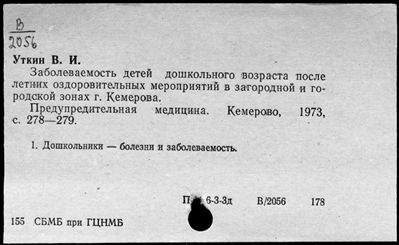 В
2056
Уткин В. И.
Заболеваемость детей дошкольного возраста после
летних оздоровительных мероприятий в загородной и го-
родской зонах г. Кемерова.
Предупредительная медицина. Кемерово, 1973,
с. 278—279.
1. Дошкольники — болезни и заболеваемость.
П 6-3-3д В/2056 178
155 СБМБ при ГЦНМБ